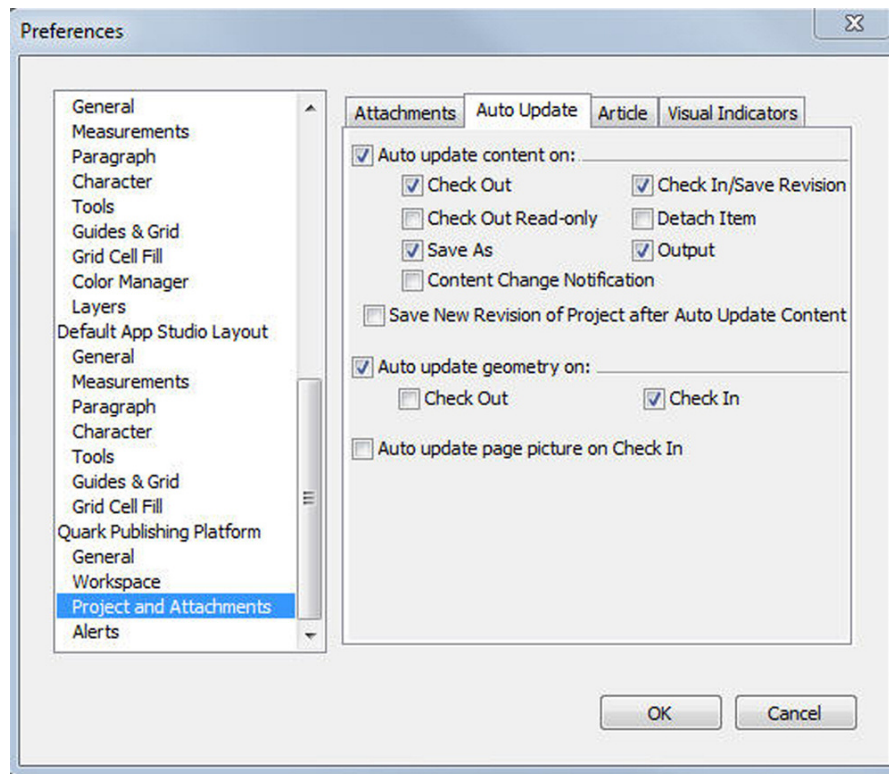 Preferences
General
Measurements
Paragraph
Character
Tools
Guides & Grid
Grid Cell Fill
Color Manager
Layers
Default App Studio Layout
General
Measurements
Paragraph
Character
Tools
Guides & Grid
Grid Cell Fill
Quark Publishing Platform
General
Workspace
Project and Attachments
Alerts
Attachments Auto Update Article Visual Indicators
Auto update content on:
Check Out Check In/Save Revision
Check Out Read-only Detach Item
Save As Output
Content Change Notification
Save New Revision of Project after Auto Update Content
Auto update geometry on:
Check Out Check In
Auto update page picture on Check In
OK Cancel